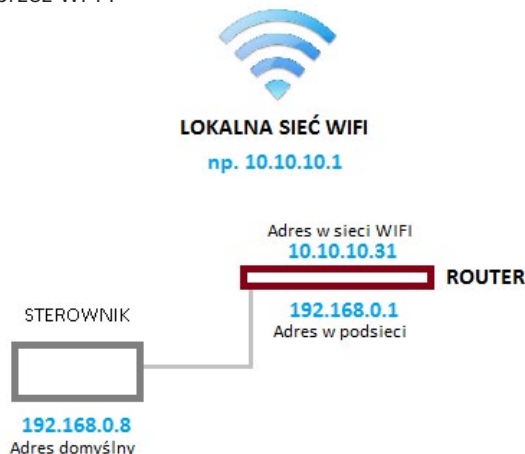 LOKALNA SIEĆ WIFI
np. 10.10.10.1
Adres w sieci WIFI
10.10.10.31
ROUTER
192.168.0.1
Adres w podsieci
STEROWNIK
192.168.0.8
Adres domyślny